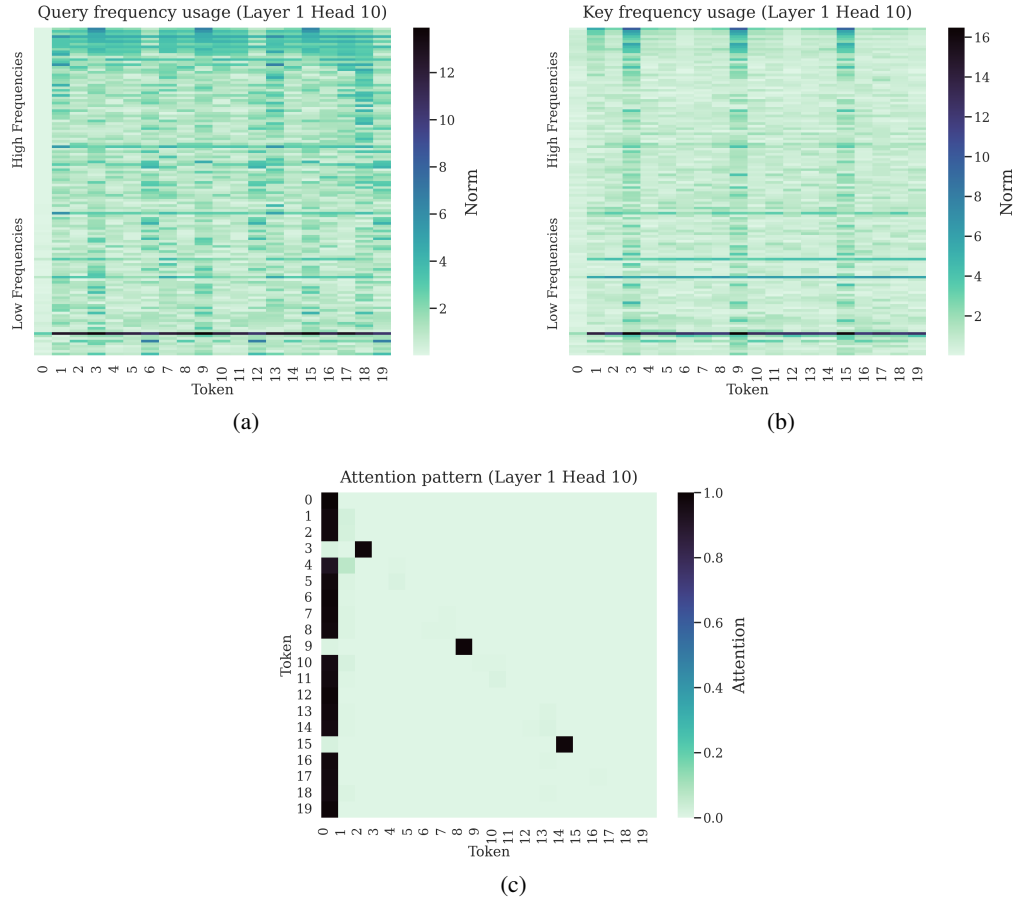 Query frequency usage (Layer 1 Head 10)
High Frequencies
Low Frequencies
0 1 2 3 4 5 6 7 8 9 10 11 12 13 14 15 16 17 18 19
Token
12
10
8
6
4
2
Norm
(a)
Key frequency usage (Layer 1 Head 10)
High Frequencies
Low Frequencies
0 1 2 3 4 5 6 7 8 9 10 11 12 13 14 15 16 17 18 19
Token
16
14
12
10
8
6
4
2
Norm
(b)
Attention pattern (Layer 1 Head 10)
Token
0
1
2
3
4
5
6
7
8
9
10
11
12
13
14
15
16
17
18
19
0 1 2 3 4 5 6 7 8 9 10 11 12 13 14 15 16 17 18 19
Token
1.0
0.8
0.6
0.4
0.2
0.0
Attention
(c)